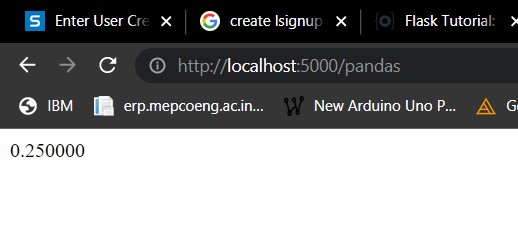 Enter User Cre
create lsignup
Flask Tutorial:
http://localhost:5000/pandas
IBM
erp.mepcoeng.ac.in...
New Arduino Uno P...
G
0.250000